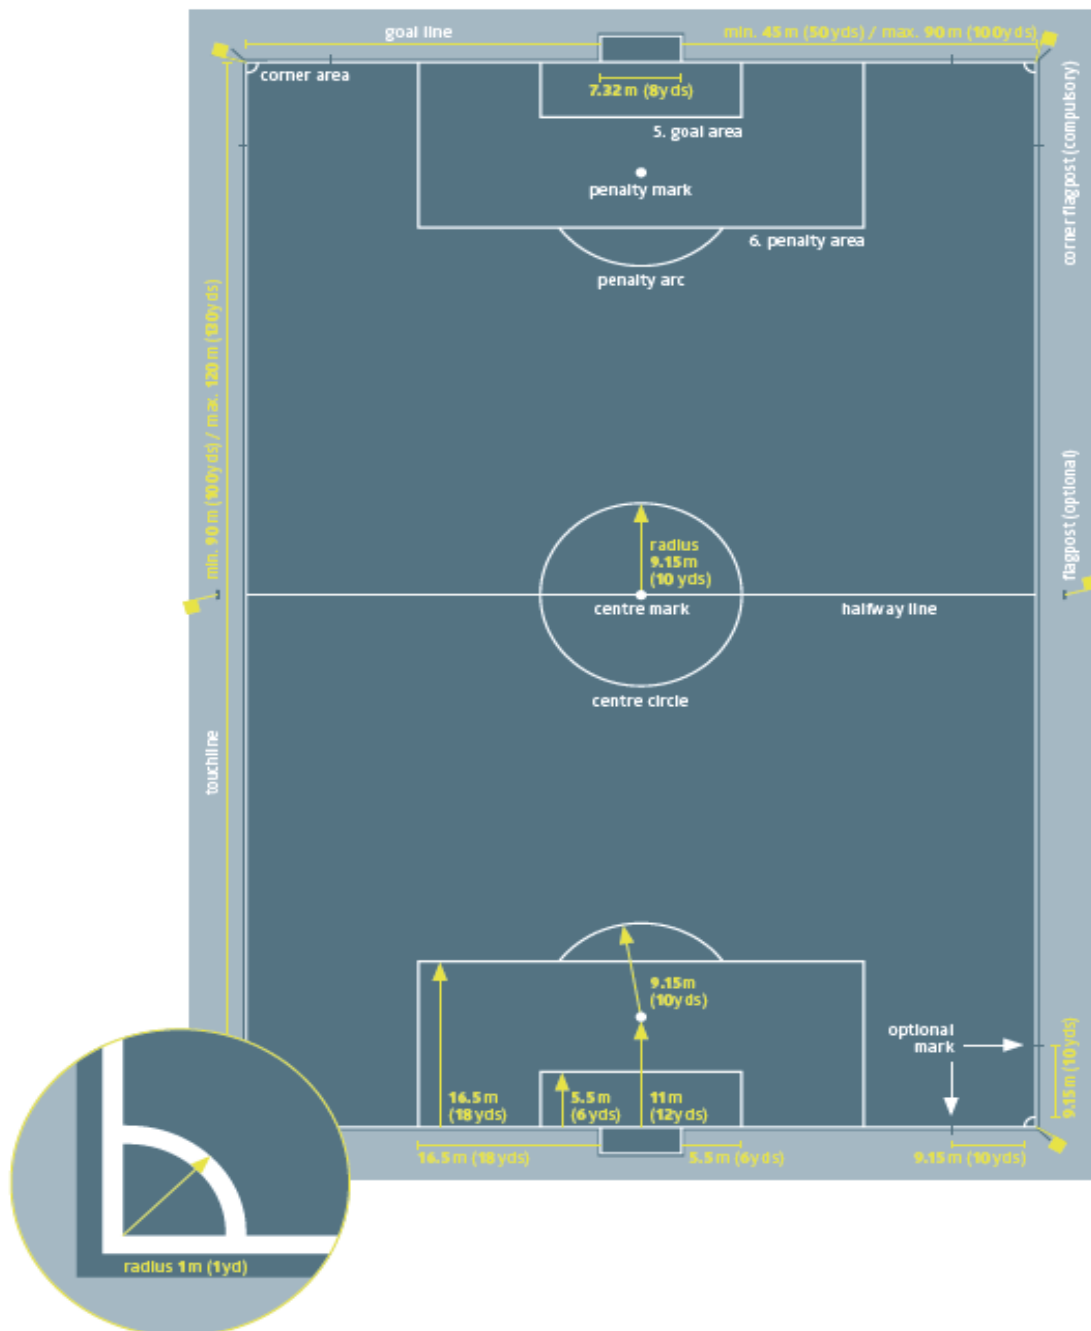 goal line
min. 45 m (50 yds) / max. 90 m (100 yds)
corner area
7.32 m (8 yds)
5. goal area
penalty mark
6. penalty area
penalty arc
corner flagpost (compulsory)
min. 90 m (100 yds) / max. 120 m (130 yds)
radius
9.15 m
(10 yds)
centre mark
halfway line
flagpost (optional)
centre circle
touchline
9.15 m
(10 yds)
optional
mark
9.15 m (10 yds)
16.5 m
(18 yds)
5.5 m
(6 yds)
11 m
(12 yds)
16.5 m (18 yds)
5.5 m (6 yds)
9.15 m (10 yds)
radius 1 m (1 yd)